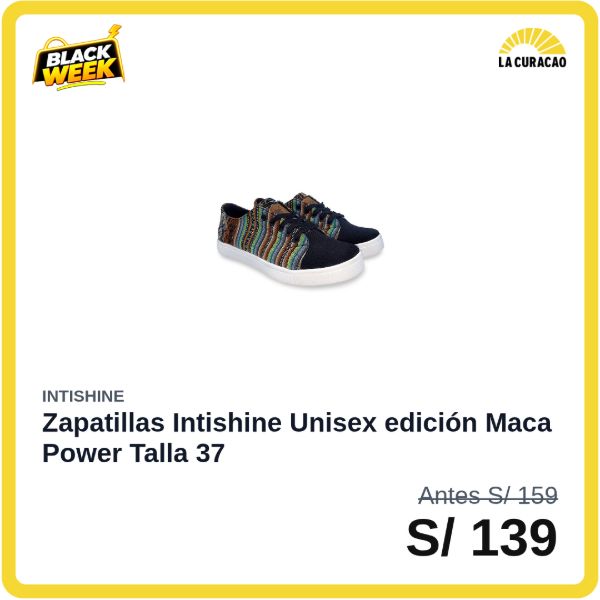 BLACK
WEEK
LA CURACAO
INTISHINE
Zapatillas Intishine Unisex edición Maca
Power Talla 37
Antes S/ 159
S/ 139